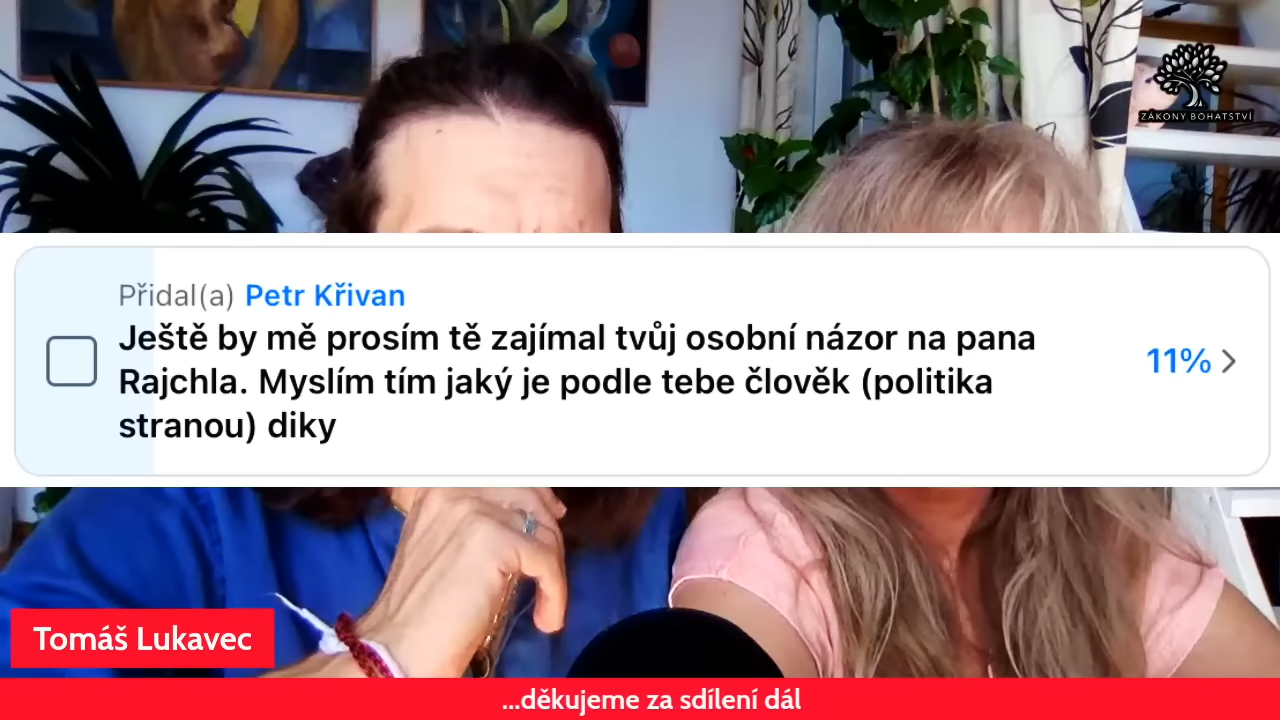 ZÁKONY BOHATSTVÍ
Přidal(a) Petr Křivan
Ještě by mě prosím tě zajímal tvůj osobní názor na pana
Rajchla. Myslím tím jaký je podle tebe člověk (politika
stranou) diky
11%
Tomáš Lukavec
...děkujeme za sdílení dál